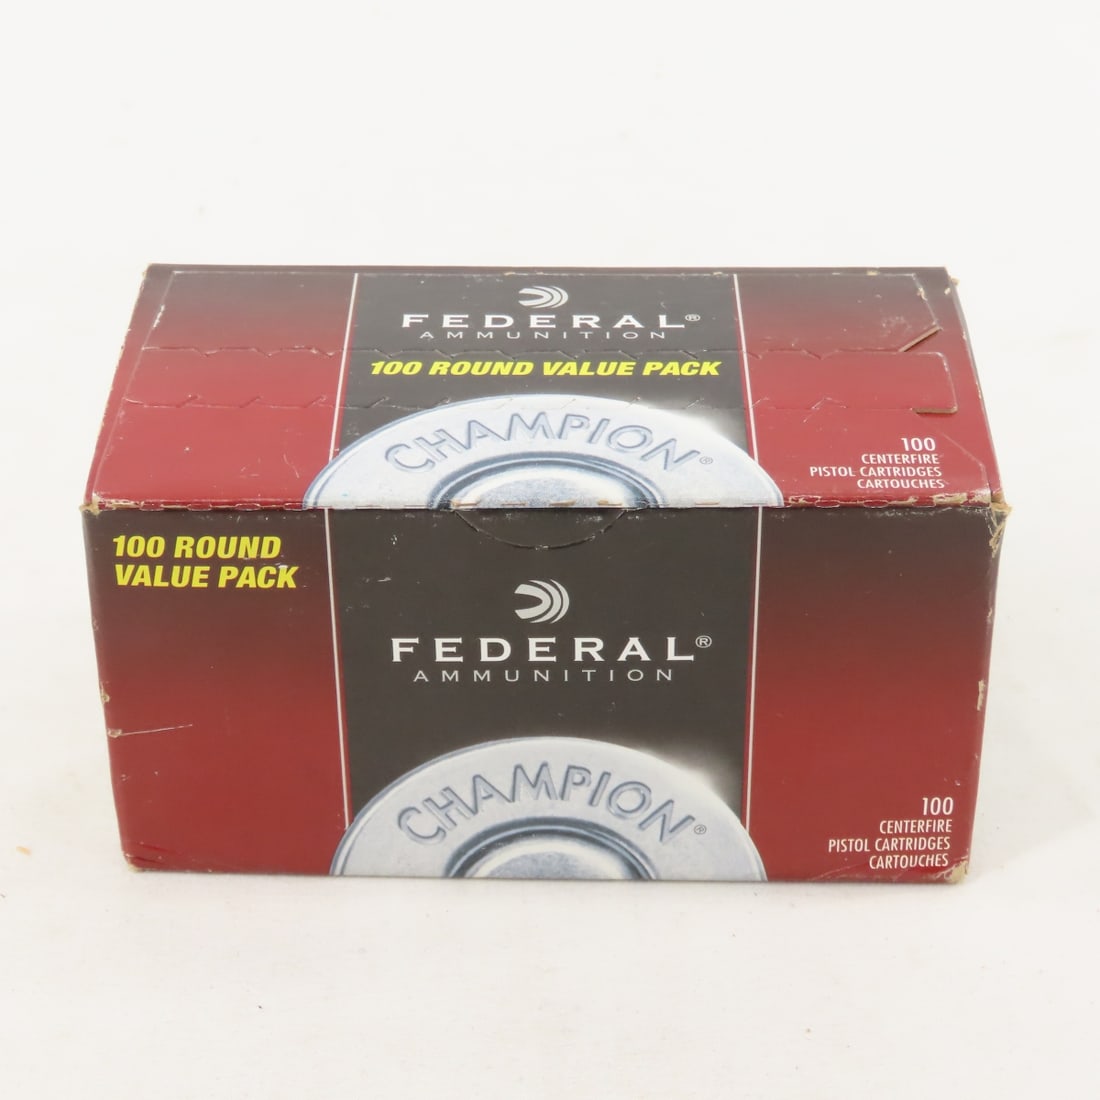 FEDERAL®
AMMUNITION
100 ROUND VALUE PACK
CHAMPION®
100
CENTERFIRE
PISTOL CARTRIDGES
CARTOUCHES
100 ROUND
VALUE PACK
FEDERAL®
AMMUNITION
CHAMPION®
100
CENTERFIRE
PISTOL CARTRIDGES
CARTOUCHES